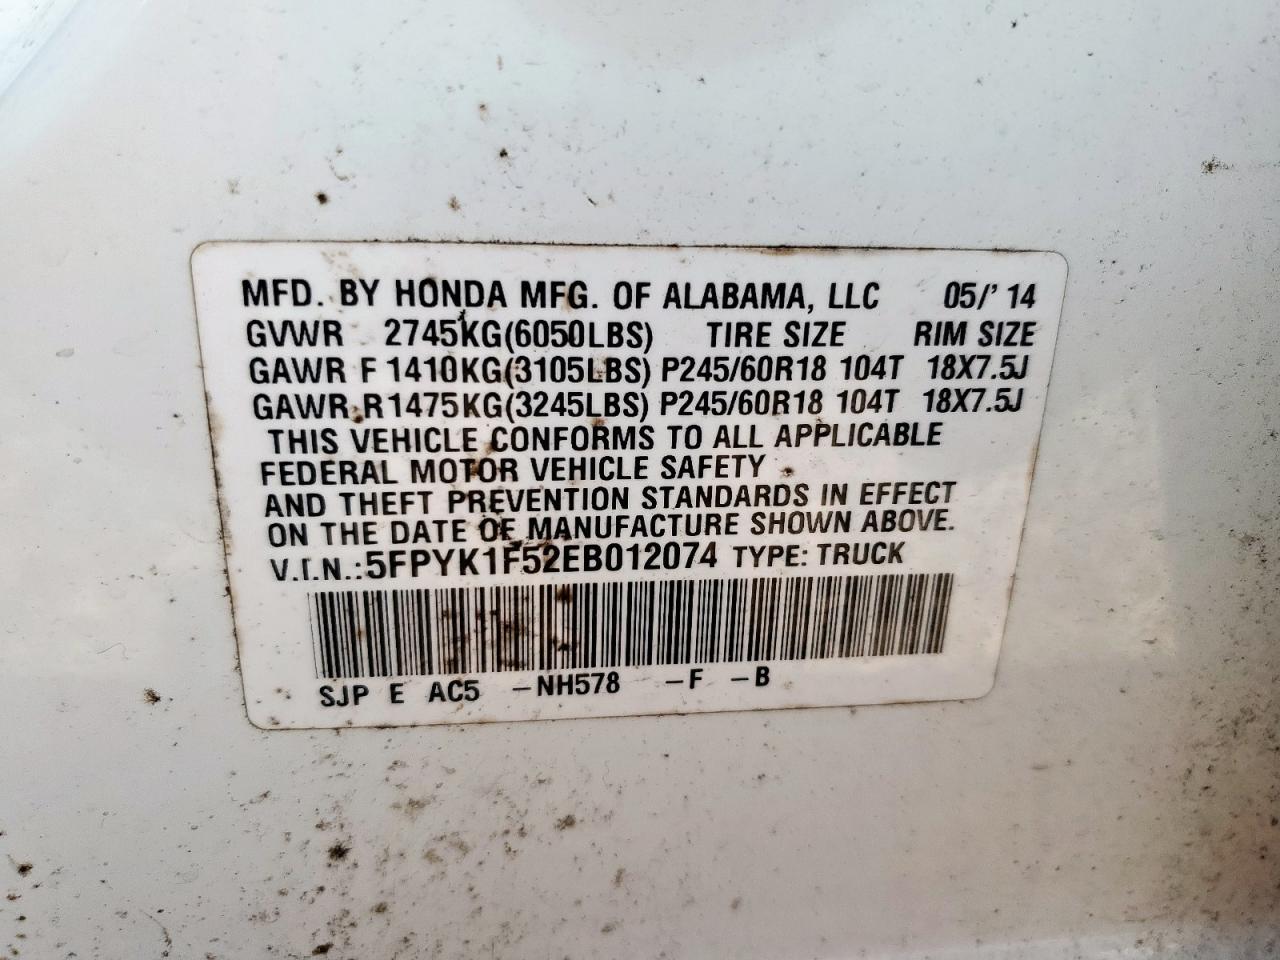 MFD. BY HONDA MFG. OF ALABAMA, LLC 05/'14
GVWR 2745KG(6050LBS) TIRE SIZE RIM SIZE
GAWR F 1410KG(3105LBS) P245/60R18 104T 18X7.5J
GAWR R 1475KG(3245LBS) P245/60R18 104T 18X7.5J
THIS VEHICLE CONFORMS TO ALL APPLICABLE
FEDERAL MOTOR VEHICLE SAFETY
AND THEFT PREVENTION STANDARDS IN EFFECT
ON THE DATE OF MANUFACTURE SHOWN ABOVE.
V.I.N.:5FPYK1F52EB012074 TYPE: TRUCK
SJP E AC5 -NH578 -F -B